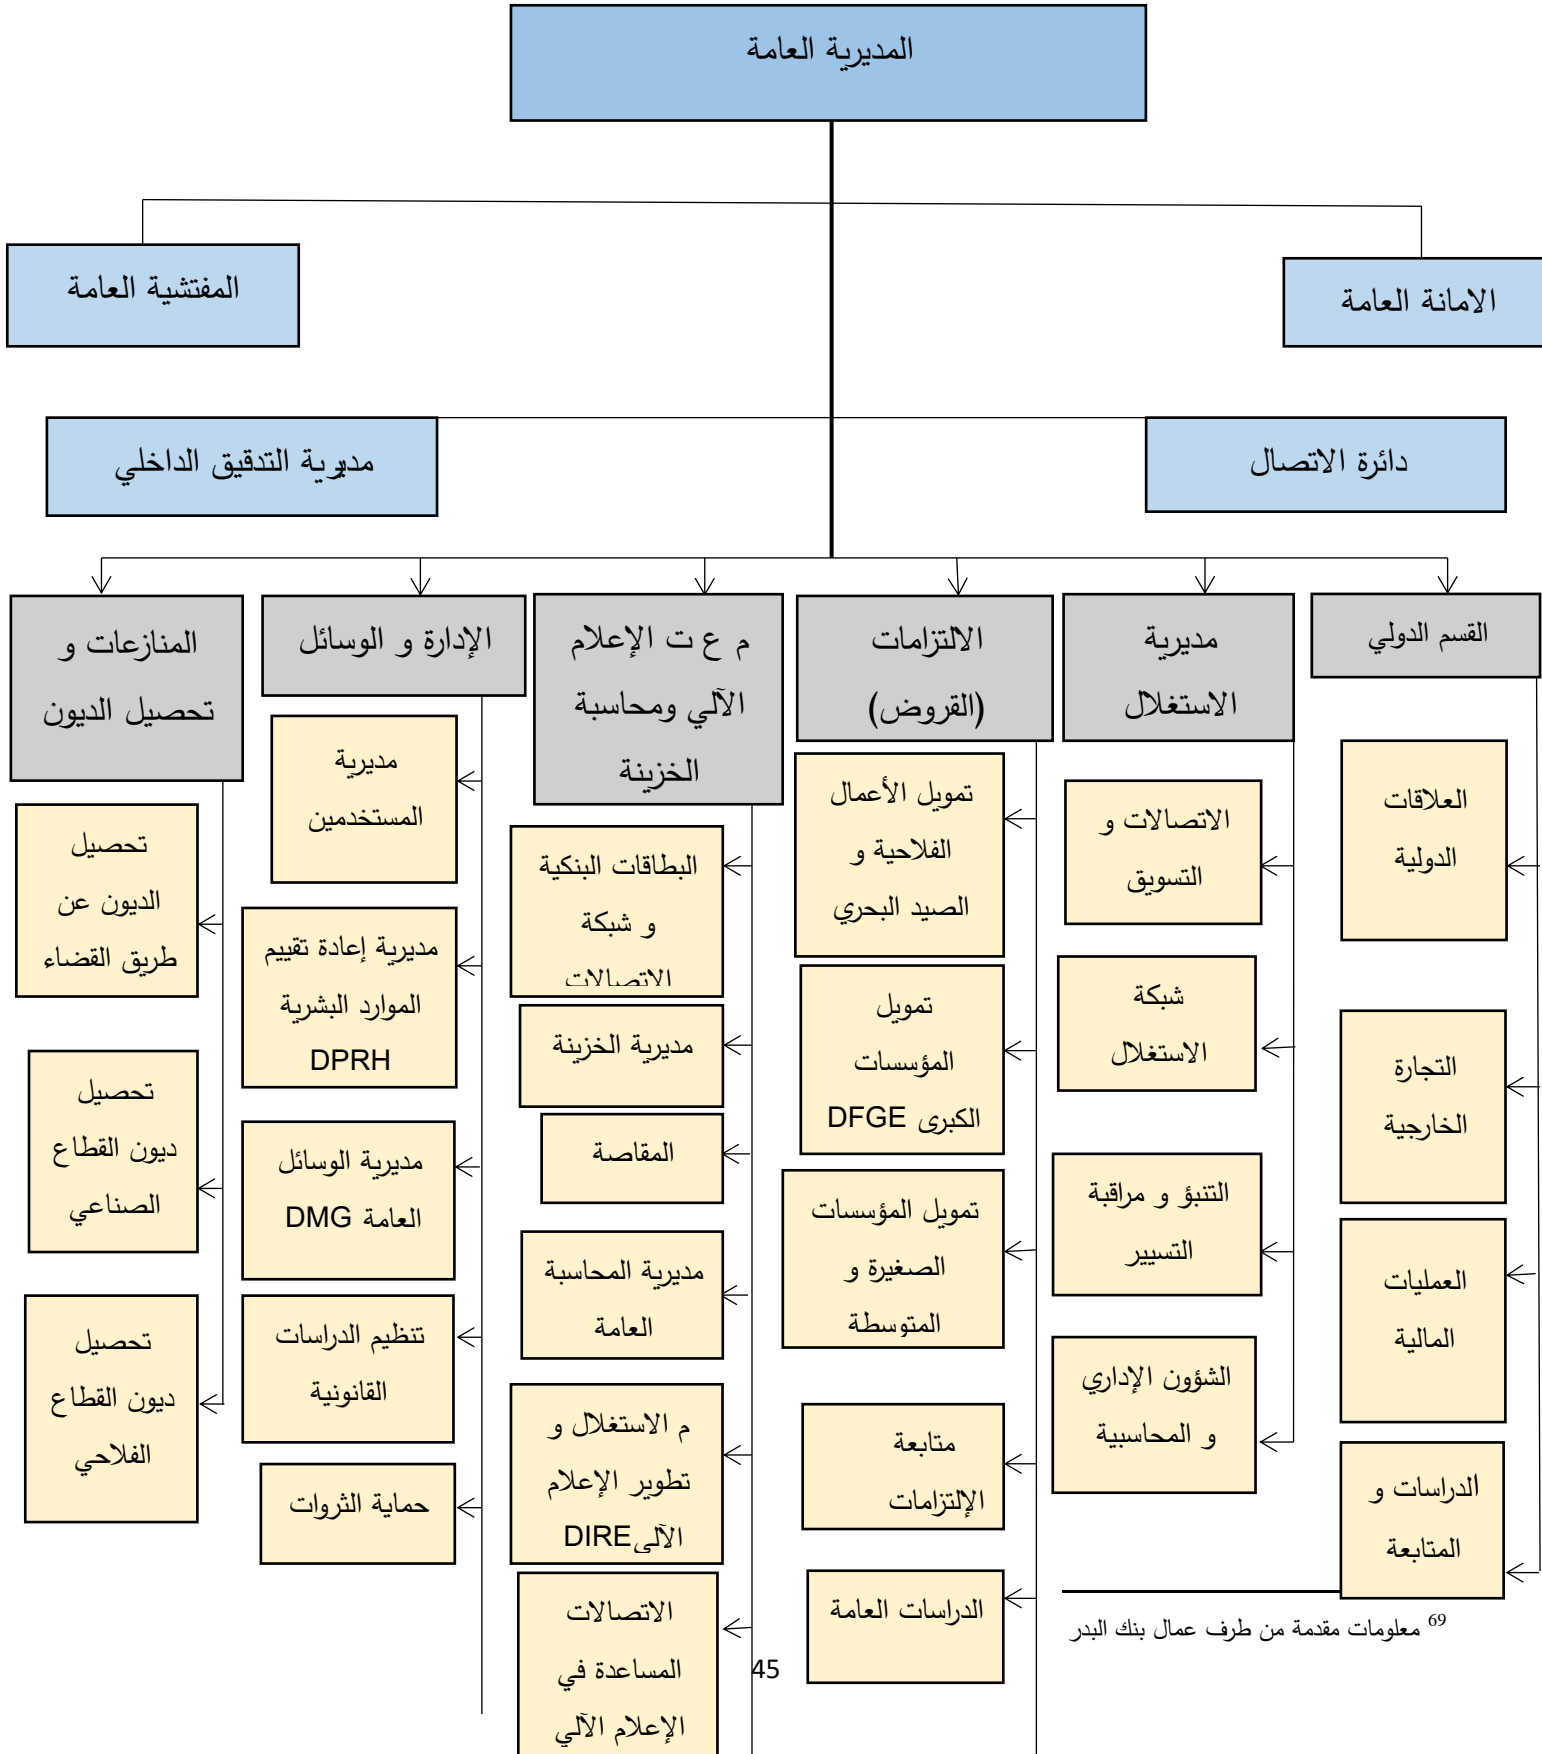 المديرية العامة
الامانة العامة
المفتشية العامة
دائرة الاتصال
مديرية التدقيق الداخلي
القسم الدولي
العلاقات
الدولية
التجارة
الخارجية
العمليات
المالية
الدراسات و
المتابعة
مديرية
الاستغلال
الاتصالات و
التسويق
شبكة
الاستغلال
التنبؤ و مراقبة
التسيير
الشؤون الإداري
و المحاسبية
الالتزامات
(القروض)
تمويل الأعمال
الفلاحية و
الصيد البحري
تمويل
المؤسسات
الكبرى DFGE
تمويل المؤسسات
الصغيرة و
المتوسطة
متابعة
الإلتزامات
الدراسات العامة
م ع ت الإعلام
الآلي ومحاسبة
الخزينة
البطاقات البنكية
و شبكة
الاتصالات
مديرية الخزينة
المقاصة
مديرية المحاسبة
العامة
م الاستغلال و
تطوير الإعلام
الآلي DIRE
الاتصالات
المساعدة في
الإعلام الآلي
الإدارة و الوسائل
مديرية
المستخدمين
مديرية إعادة تقييم
الموارد البشرية
DPRH
مديرية الوسائل
العامة DMG
تنظيم الدراسات
القانونية
حماية الثروات
المنازعات و
تحصيل الديون
تحصيل
الديون عن
طريق القضاء
تحصيل
ديون القطاع
الصناعي
تحصيل
ديون القطاع
الفلاحي
69 معلومات مقدمة من طرف عمال بنك البدر
45